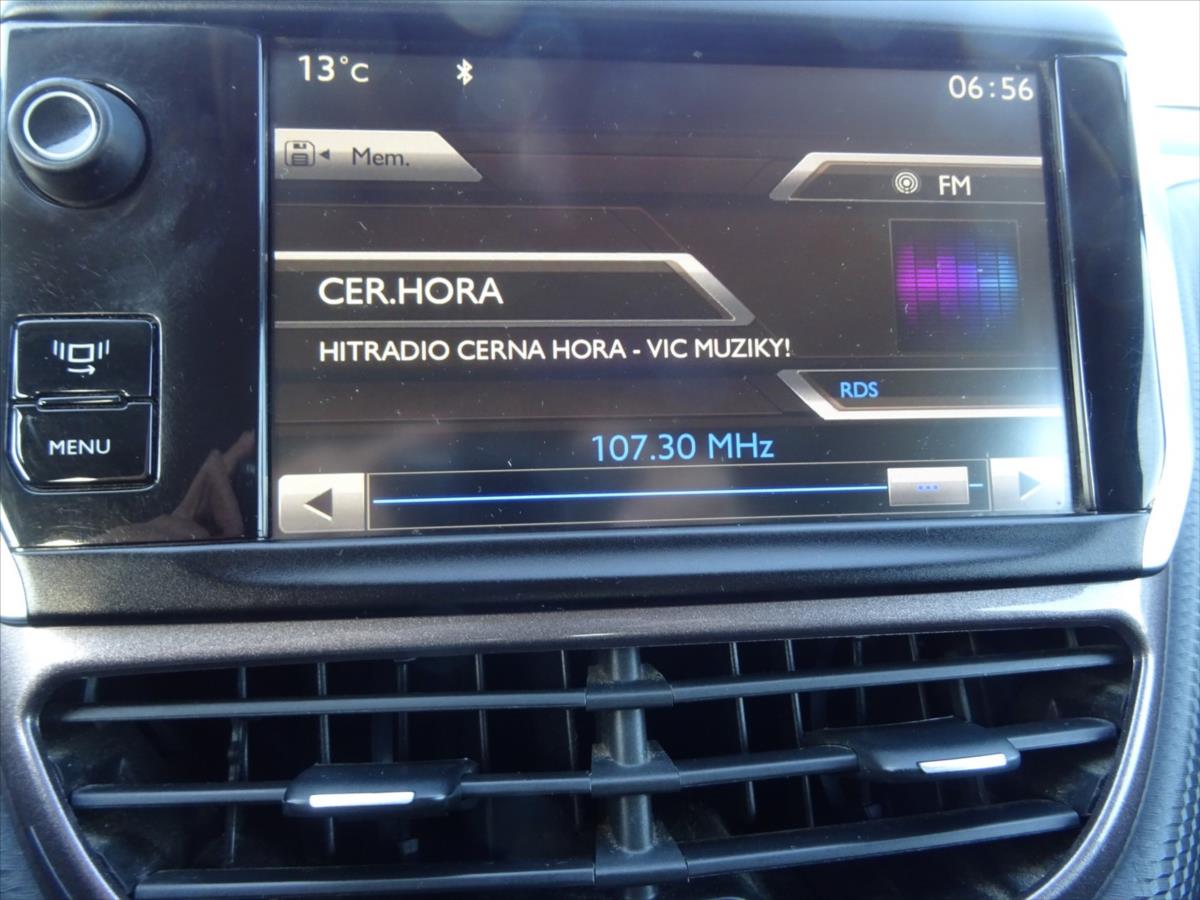 13°C
06:56
Mem.
FM
CER.HORA
HITRADIO CERNA HORA - VIC MUZIKY!
RDS
107.30 MHz
MENU